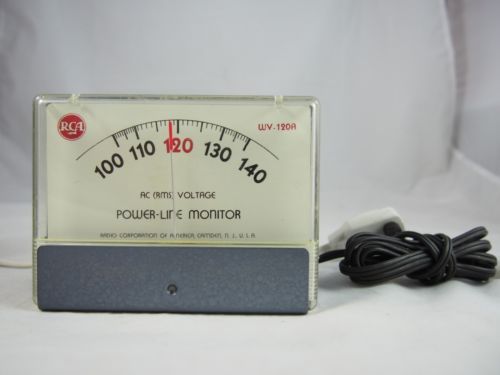 RCA
WV-120A
100 110 120 130 140
AC (RMS) VOLTAGE
POWER-LINE MONITOR
RADIO CORPORATION OF AMERICA, CAMDEN, N. J., U. S. A.